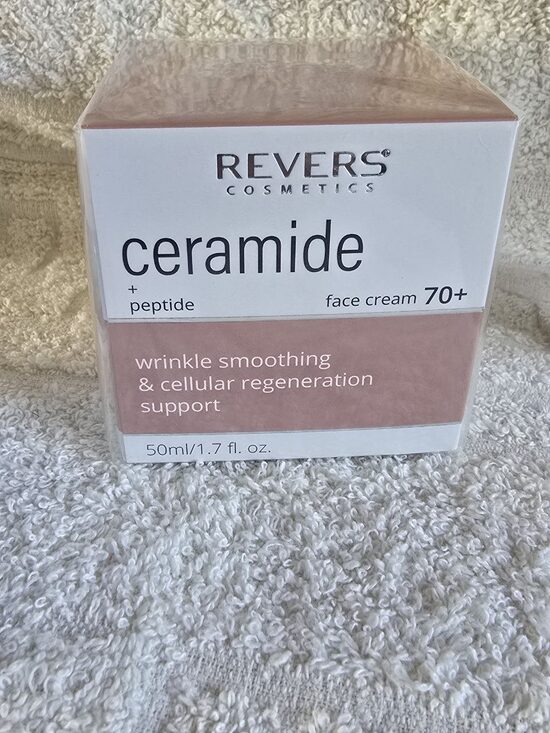 REVERS®
COSMETICS
ceramide
+
peptide
face cream 70+
wrinkle smoothing
& cellular regeneration
support
50ml/1.7 fl. oz.